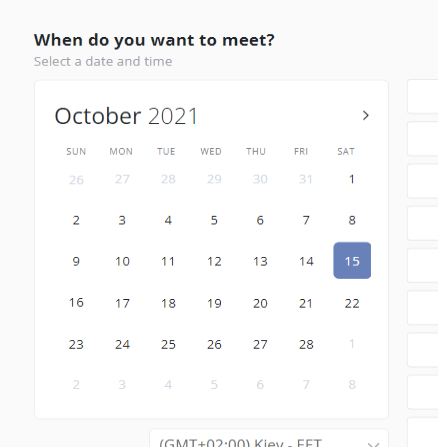 When do you want to meet?
Select a date and time
October 2021
SUN MON TUE WED THU FRI SAT
26 27 28 29 30 31 1
2 3 4 5 6 7 8
9 10 11 12 13 14 15
16 17 18 19 20 21 22
23 24 25 26 27 28 1
2 3 4 5 6 7 8
(GMT+02:00) Kiev - EET